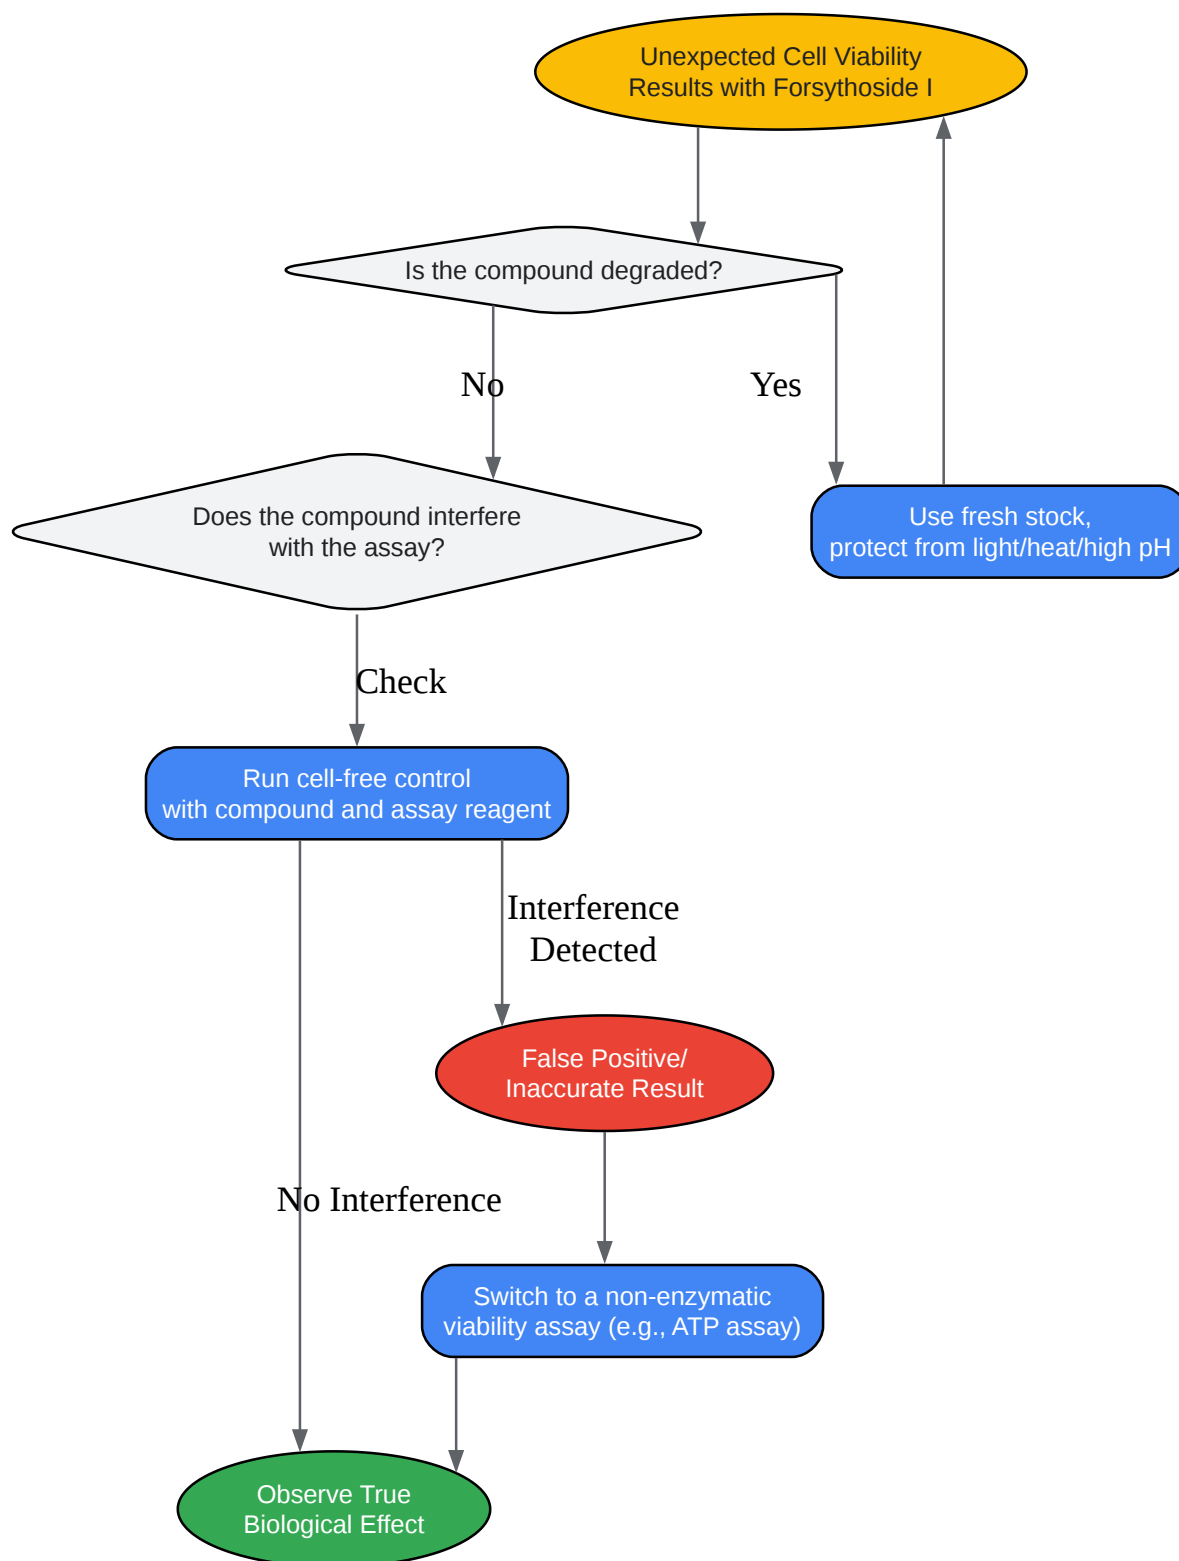 Unexpected Cell Viability
Results with Forsythoside I
Is the compound degraded?
No
Yes
Does the compound interfere
with the assay?
Use fresh stock,
protect from light/heat/high pH
Check
Run cell-free control
with compound and assay reagent
Interference
Detected
False Positive/
Inaccurate Result
No Interference
Switch to a non-enzymatic
viability assay (e.g., ATP assay)
Observe True
Biological Effect